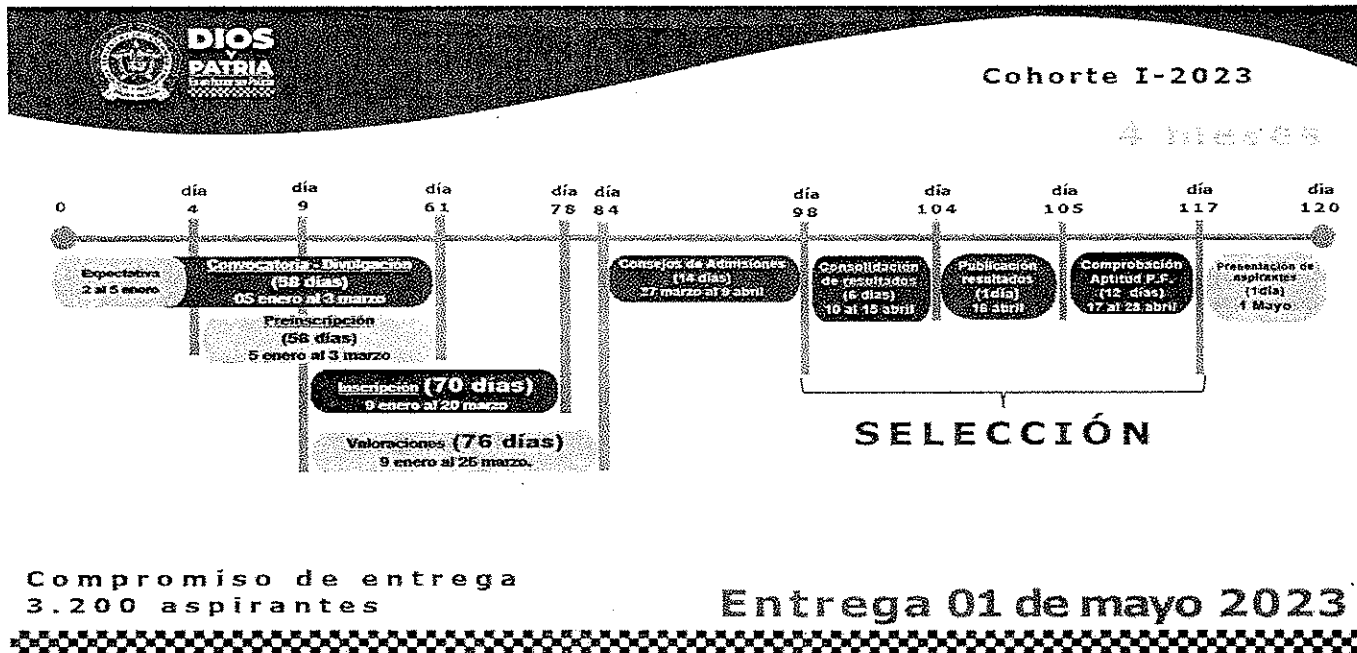 DIOS
Y
PATRIA
Cohorte I-2023
4 meses
0
día
4
día
9
día
61
día
78
día
84
día
98
día
104
día
105
día
117
día
120
Expectativa
2 al 5 enero
Convocatoria - Divulgación
(58 días)
05 enero al 3 marzo
Preinscripción
(58 días)
5 enero al 3 marzo
Inscripción (70 días)
9 enero al 20 marzo
Valoraciones (76 días)
9 enero al 25 marzo.
Consejos de Admisiones
(14 días)
27 marzo al 9 abril
Consolidación
de resultados
(6 días)
10 al 15 abril
Publicación
resultados
(1día)
abril
Comprobación
Aptitud P.F.
(12 días)
17 al 28 abril
Presentación de
aspirantes
(1día)
1 Mayo
SELECCIÓN
Compromiso de entrega
3.200 aspirantes
Entrega 01 de mayo 2023